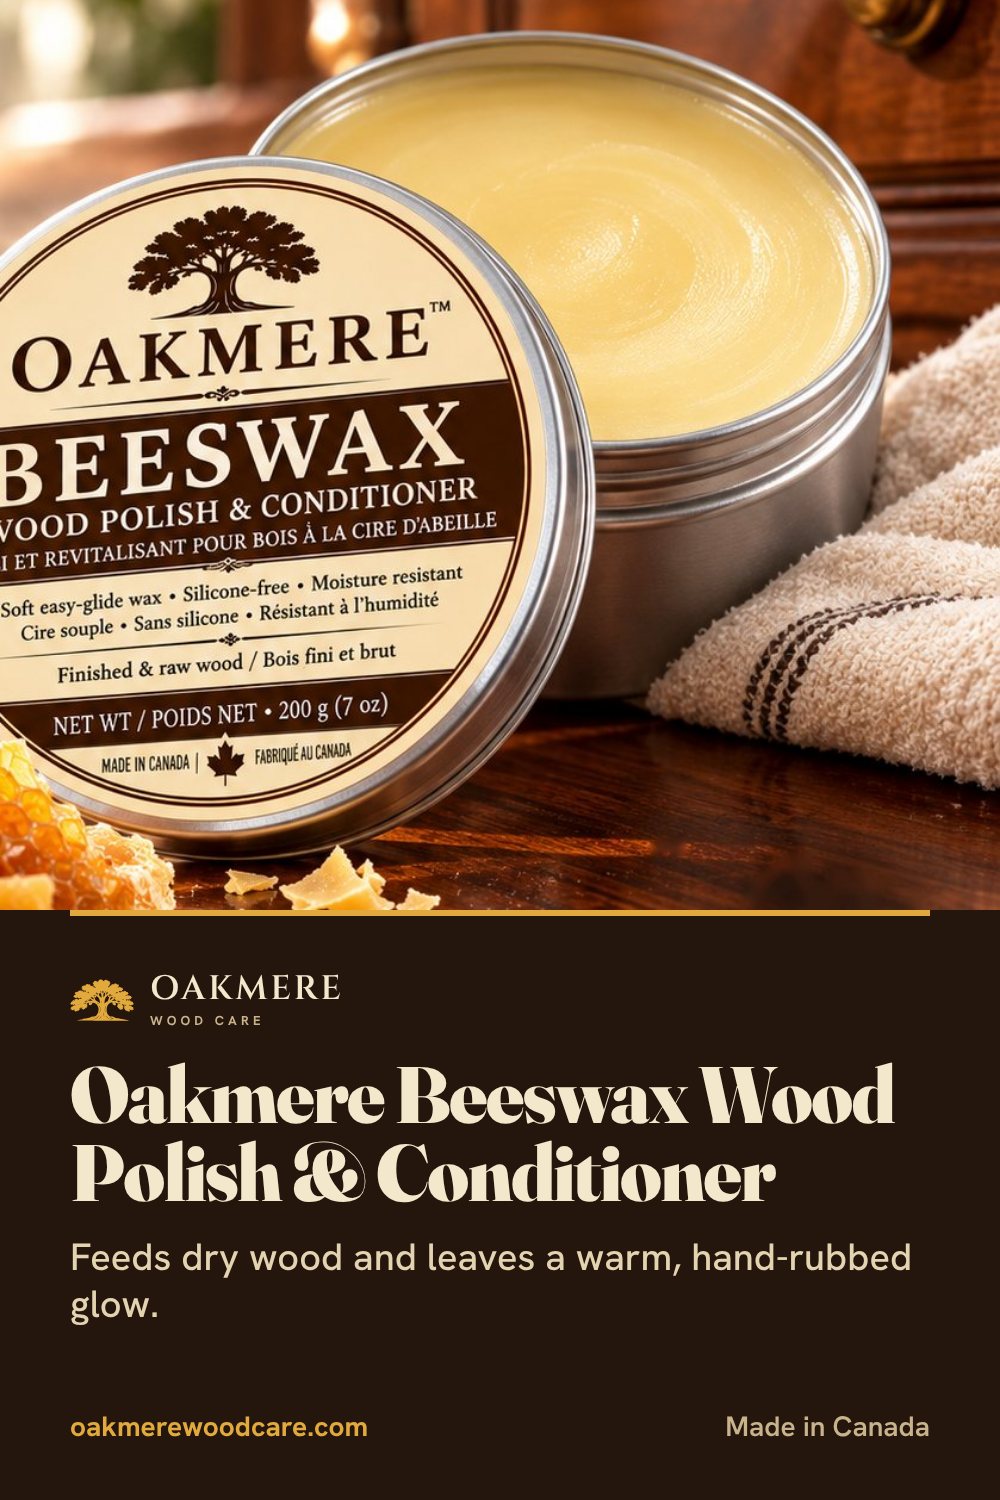 OAKMERE™
BEESWAX
WOOD POLISH & CONDITIONER
ET REVITALISANT POUR BOIS À LA CIRE D'ABEILLE
Soft easy-glide wax • Silicone-free • Moisture resistant
Cire souple • Sans silicone • Résistant à l'humidité
Finished & raw wood / Bois fini et brut
NET WT / POIDS NET • 200 g (7 oz)
MADE IN CANADA | FABRIQUÉ AU CANADA
OAKMERE
WOOD CARE
Oakmere Beeswax Wood
Polish & Conditioner
Feeds dry wood and leaves a warm, hand-rubbed
glow.
oakmerewoodcare.com
Made in Canada